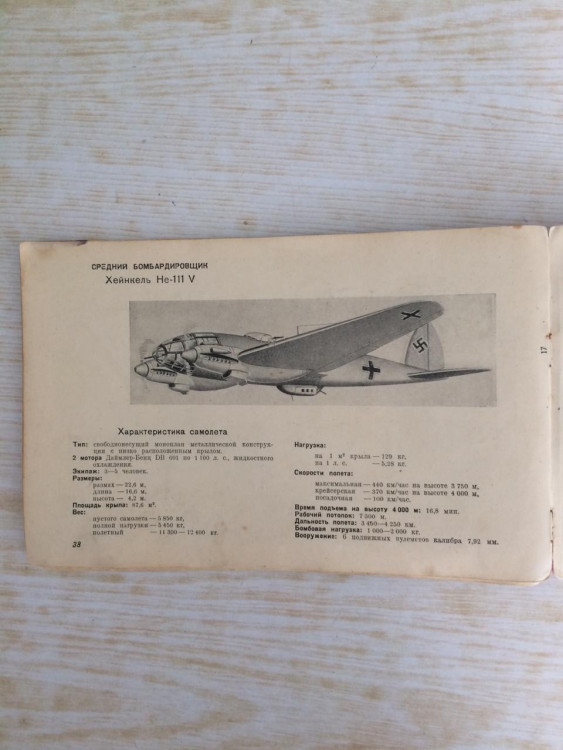 СРЕДНИЙ БОМБАРДИРОВЩИК
Хейнкель Не-111 V
Характеристика самолета
Тип: свободнонесущий моноплан металлической конструк-
ции с низко расположенным крылом.
2 мотора Даймлер-Бенц DB 601 по 1 100 л. с., жидкостного
охлаждения.
Экипаж: 3—5 человек.
Размеры:
размах — 22,6 м,
длина — 16,6 м,
высота — 4,2 м.
Площадь крыла: 87,6 м².
Вес:
пустого самолета — 5 850 кг,
полной нагрузки — 5 450 кг,
полетный — 11 300 — 12 400 кг.
38
Нагрузка:
на 1 м² крыла — 129 кг,
на 1 л. с. — 5,28 кг.
Скорости полета:
максимальная — 440 км/час на высоте 3 750 м,
крейсерская — 370 км/час на высоте 4 000 м,
посадочная — 100 км/час.
Время подъема на высоту 4 000 м: 16,8 мин.
Рабочий потолок: 7 500 м.
Дальность полета: 3 450—4 250 км.
Бомбовая нагрузка: 1 000—2 000 кг.
Вооружение: 6 подвижных пулеметов калибра 7,92 мм.
17